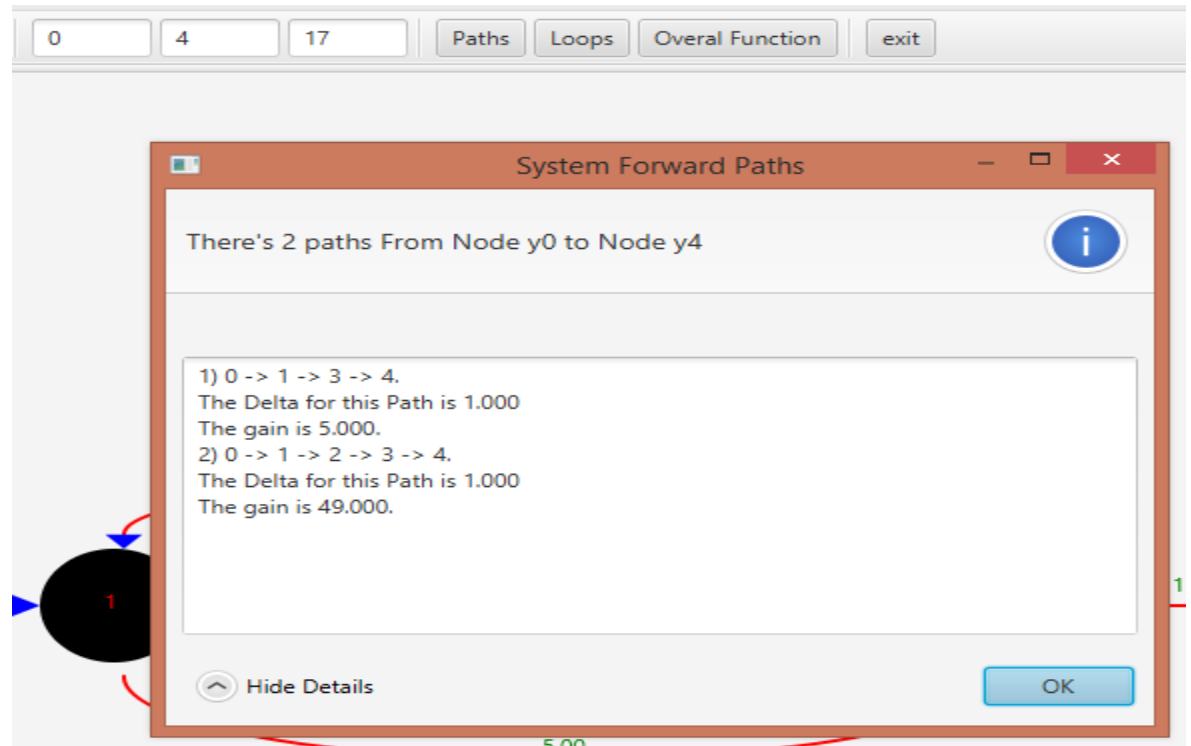 0 4 17 Paths Loops Overal Function exit
System Forward Paths
There's 2 paths From Node y0 to Node y4
i
1) 0 -> 1 -> 3 -> 4.
The Delta for this Path is 1.000
The gain is 5.000.
2) 0 -> 1 -> 2 -> 3 -> 4.
The Delta for this Path is 1.000
The gain is 49.000.
1
1
Hide Details OK
5.00